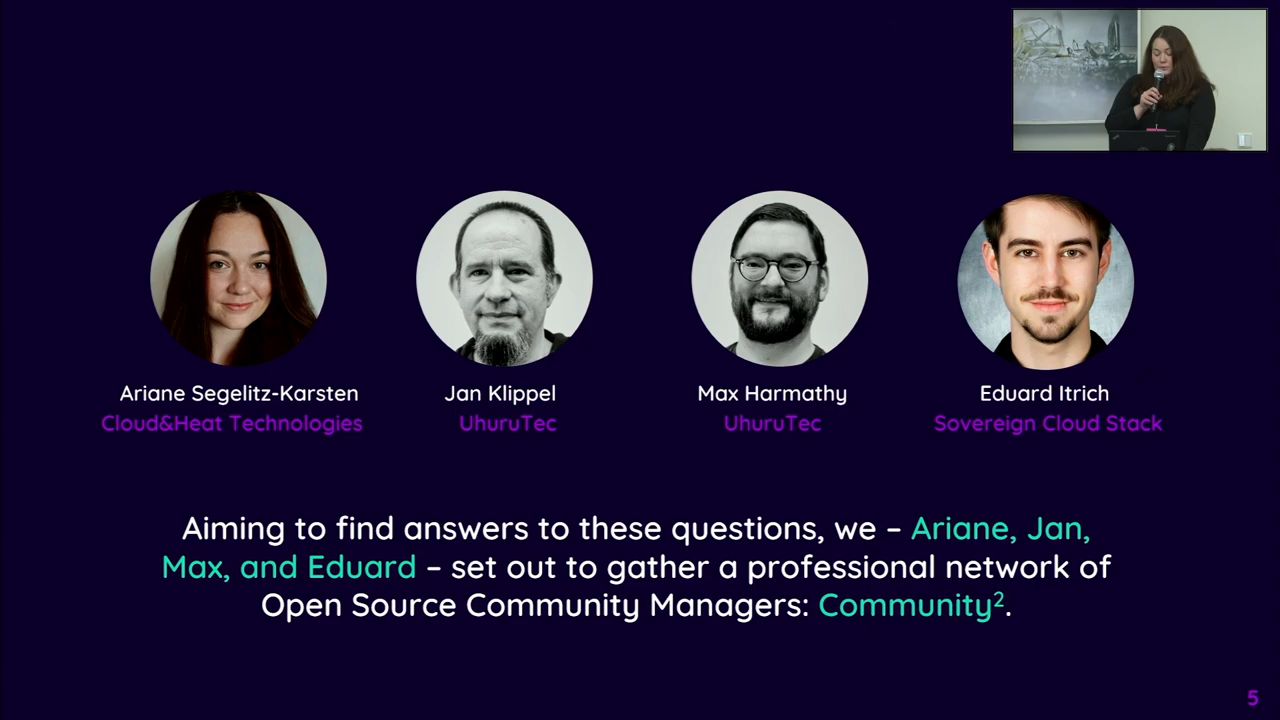 Ariane Segelitz-Karsten
Cloud&Heat Technologies
Jan Klippel
UhuruTec
Max Harmathy
UhuruTec
Eduard Itrich
Sovereign Cloud Stack
Aiming to find answers to these questions, we – Ariane, Jan,
Max, and Eduard – set out to gather a professional network of
Open Source Community Managers: Community².
5